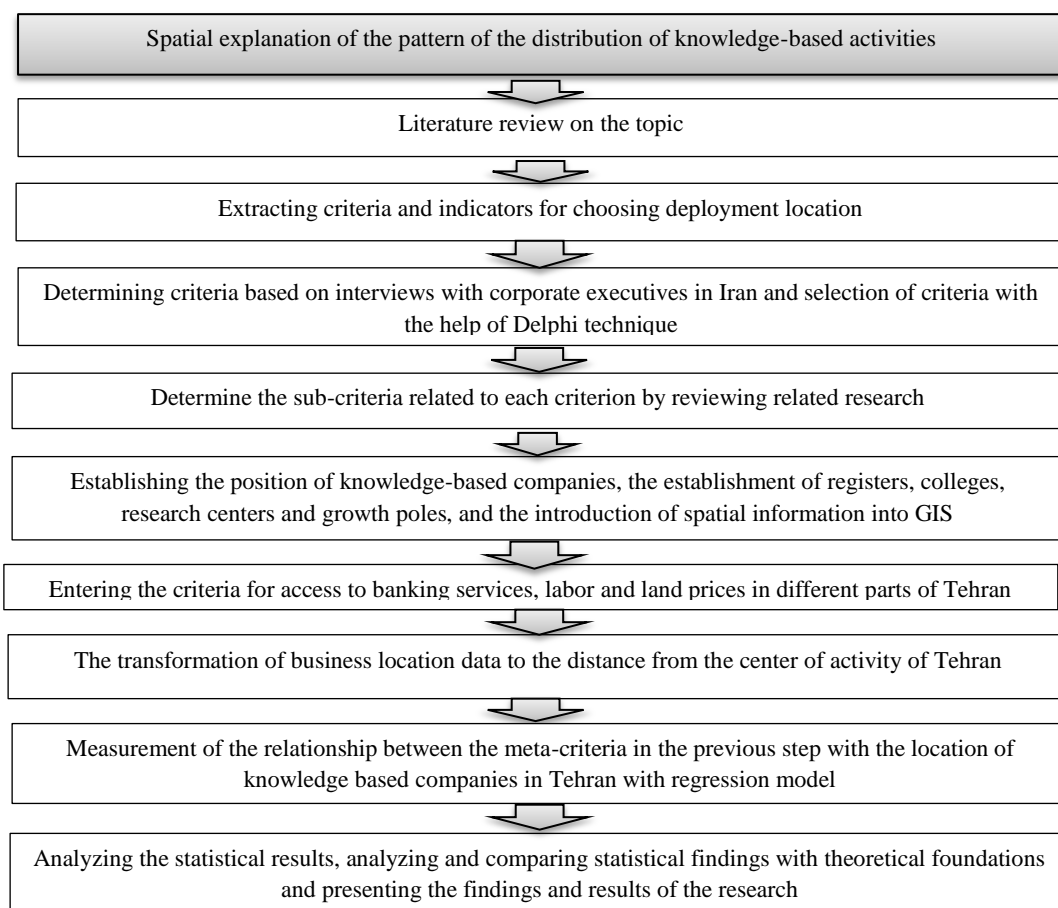 Spatial explanation of the pattern of the distribution of knowledge-based activities
Literature review on the topic
Extracting criteria and indicators for choosing deployment location
Determining criteria based on interviews with corporate executives in Iran and selection of criteria with
the help of Delphi technique
Determine the sub-criteria related to each criterion by reviewing related research
Establishing the position of knowledge-based companies, the establishment of registers, colleges,
research centers and growth poles, and the introduction of spatial information into GIS
Entering the criteria for access to banking services, labor and land prices in different parts of Tehran
The transformation of business location data to the distance from the center of activity of Tehran
Measurement of the relationship between the meta-criteria in the previous step with the location of
knowledge based companies in Tehran with regression model
Analyzing the statistical results, analyzing and comparing statistical findings with theoretical foundations
and presenting the findings and results of the research